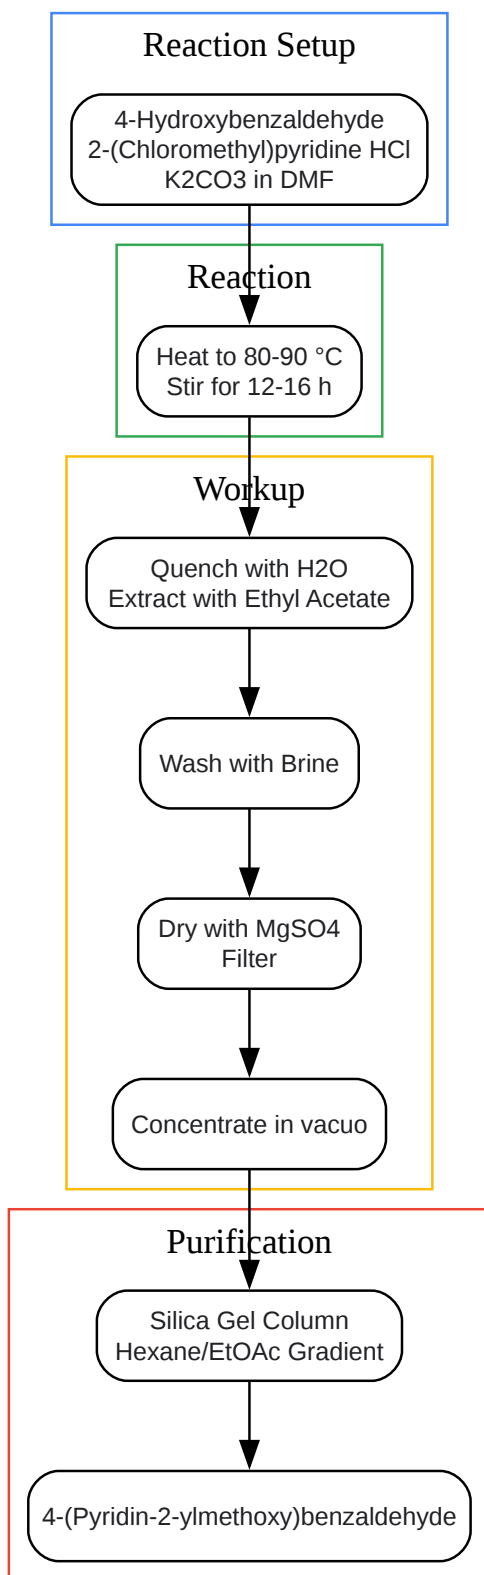 Reaction Setup
4-Hydroxybenzaldehyde
2-(Chloromethyl)pyridine HCl
K2CO3 in DMF
Reaction
Heat to 80-90 °C
Stir for 12-16 h
Workup
Quench with H2O
Extract with Ethyl Acetate
Wash with Brine
Dry with MgSO4
Filter
Concentrate in vacuo
Purification
Silica Gel Column
Hexane/EtOAc Gradient
4-(Pyridin-2-ylmethoxy)benzaldehyde